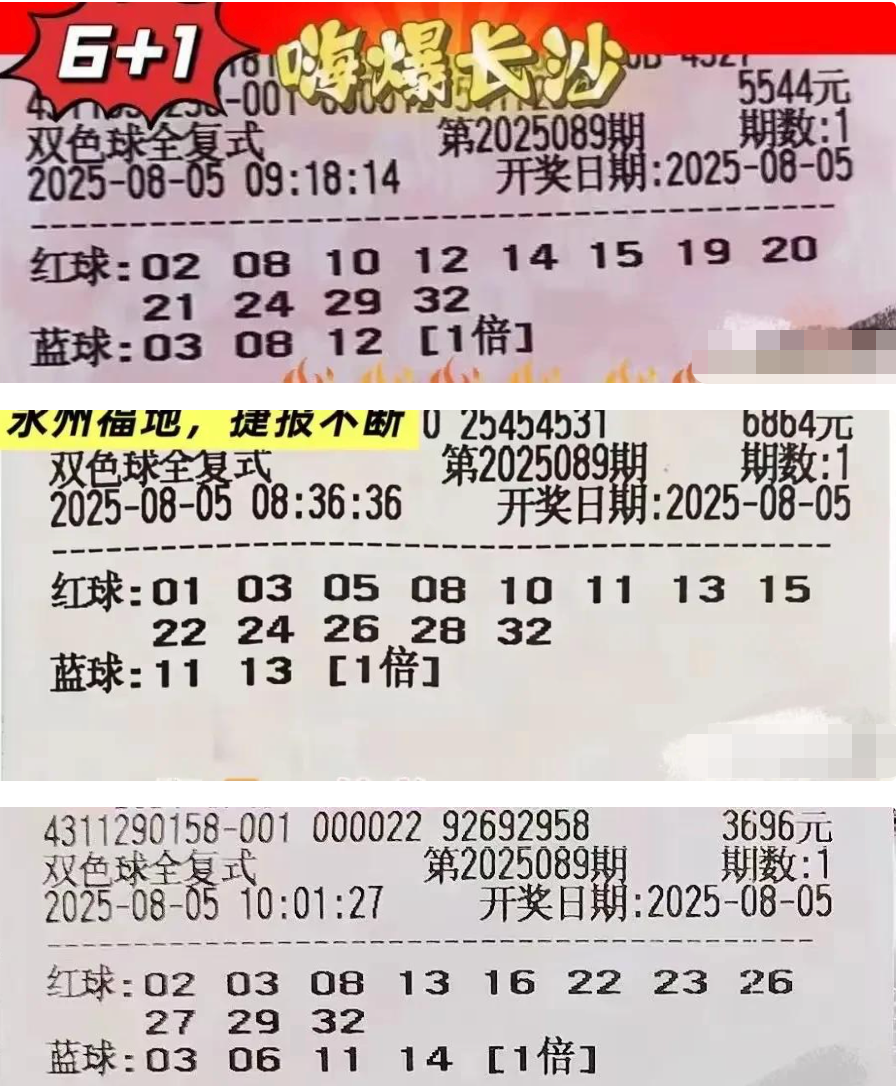 6+1 嗨爆长沙
5544元
双色球全复式 第2025089期 期数:1
2025-08-05 09:18:14 开奖日期:2025-08-05
红球:02 08 10 12 14 15 19 20
21 24 29 32
蓝球:03 08 12 [1倍]
永州福地，捷报不断 0 25454531 6864元
双色球全复式 第2025089期 期数:1
2025-08-05 08:36:36 开奖日期:2025-08-05
红球:01 03 05 08 10 11 13 15
22 24 26 28 32
蓝球:11 13 [1倍]
4311290158-001 000022 92692958 3696元
双色球全复式 第2025089期 期数:1
2025-08-05 10:01:27 开奖日期:2025-08-05
红球:02 03 08 13 16 22 23 26
27 29 32
蓝球:03 06 11 14 [1倍]